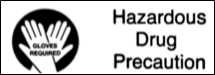 GLOVES
REQUIRED
Hazardous
Drug
Precaution